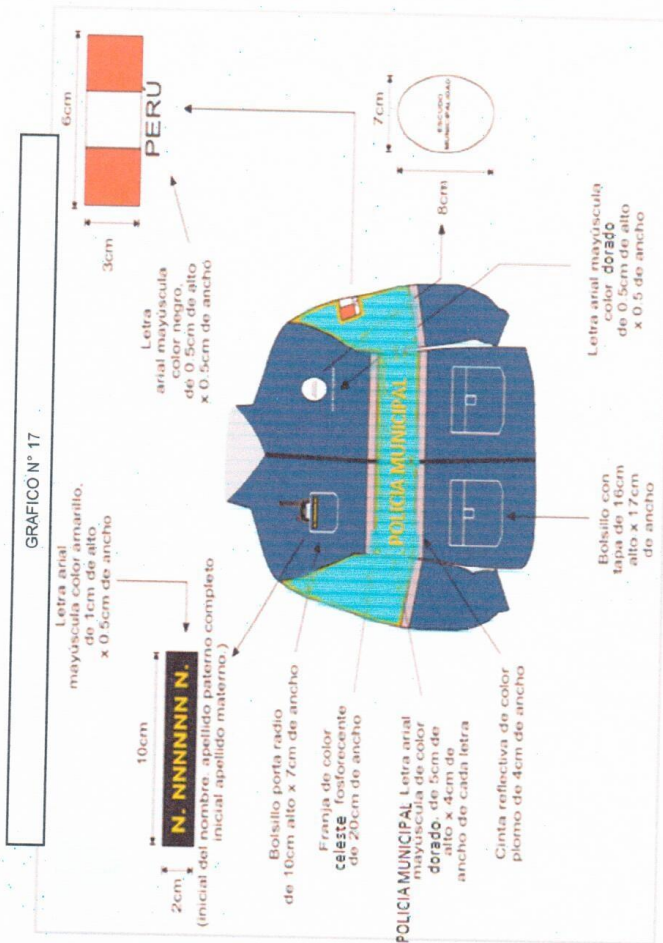 GRAFICO N° 17
Letra arial
mayúscula color amarillo.
de 1cm de alto
x 0.5cm de ancho
10cm
2cm
N. NNNNNN N.
(inicial del nombre. apellido paterno completo
inicial apellido materno.)
Bolsillo porta radio
de 10cm alto x 7cm de ancho
Franja de color
celeste fosforecente
de 20cm de ancho
POLICIA MUNICIPAL Letra arial
mayúscula de color
dorado. de 5cm de
alto x 4cm de
ancho de cada letra
Cinta reflectiva de color
plomo de 4cm de ancho
POLICIA MUNICIPAL
Letra
arial mayúscula
color negro.
de 0.5cm de alto
x 0.5cm de ancho
6cm
3cm
PERÚ
7cm
8cm
ESCUDO
MUNICIPALIDAD
Letra arial mayúscula
color dorado
de 0.5cm de alto
x 0.5 de ancho
Bolsillo con
tapa de 16cm
alto x 17cm
de ancho